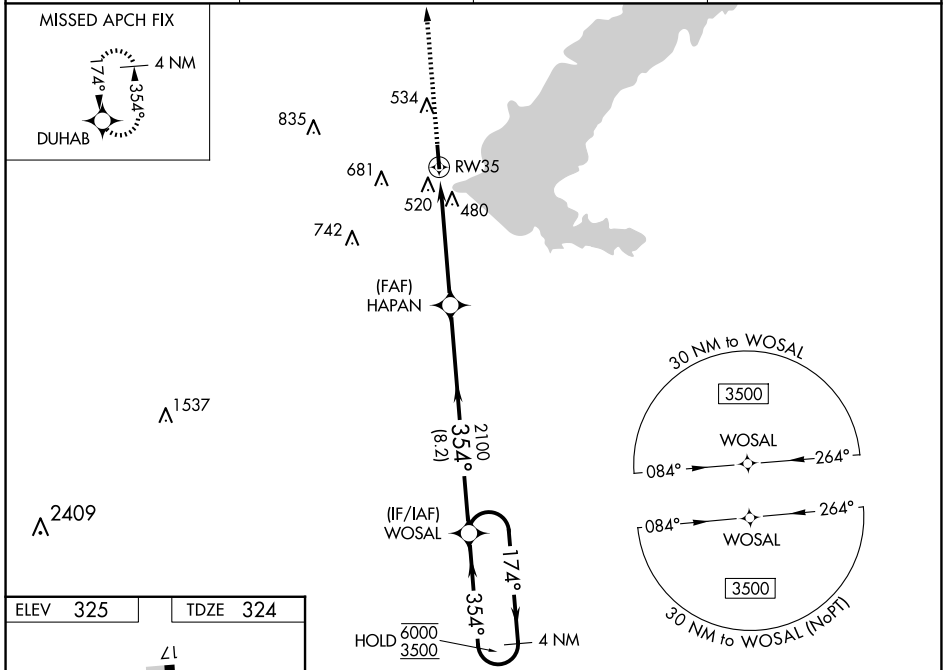 MISSED APCH FIX
4 NM
174°
354°
DUHAB
534
835
681
RW35
520
480
742
(FAF)
HAPAN
1537
2100
354°
(8.2)
2409
(IF/IAF)
WOSAL
174°
354°
HOLD
6000
3500
4 NM
30 NM to WOSAL
3500
WOSAL
084°
264°
084°
264°
WOSAL
3500
30 NM to WOSAL (NoPT)
ELEV 325
TDZE 324
17